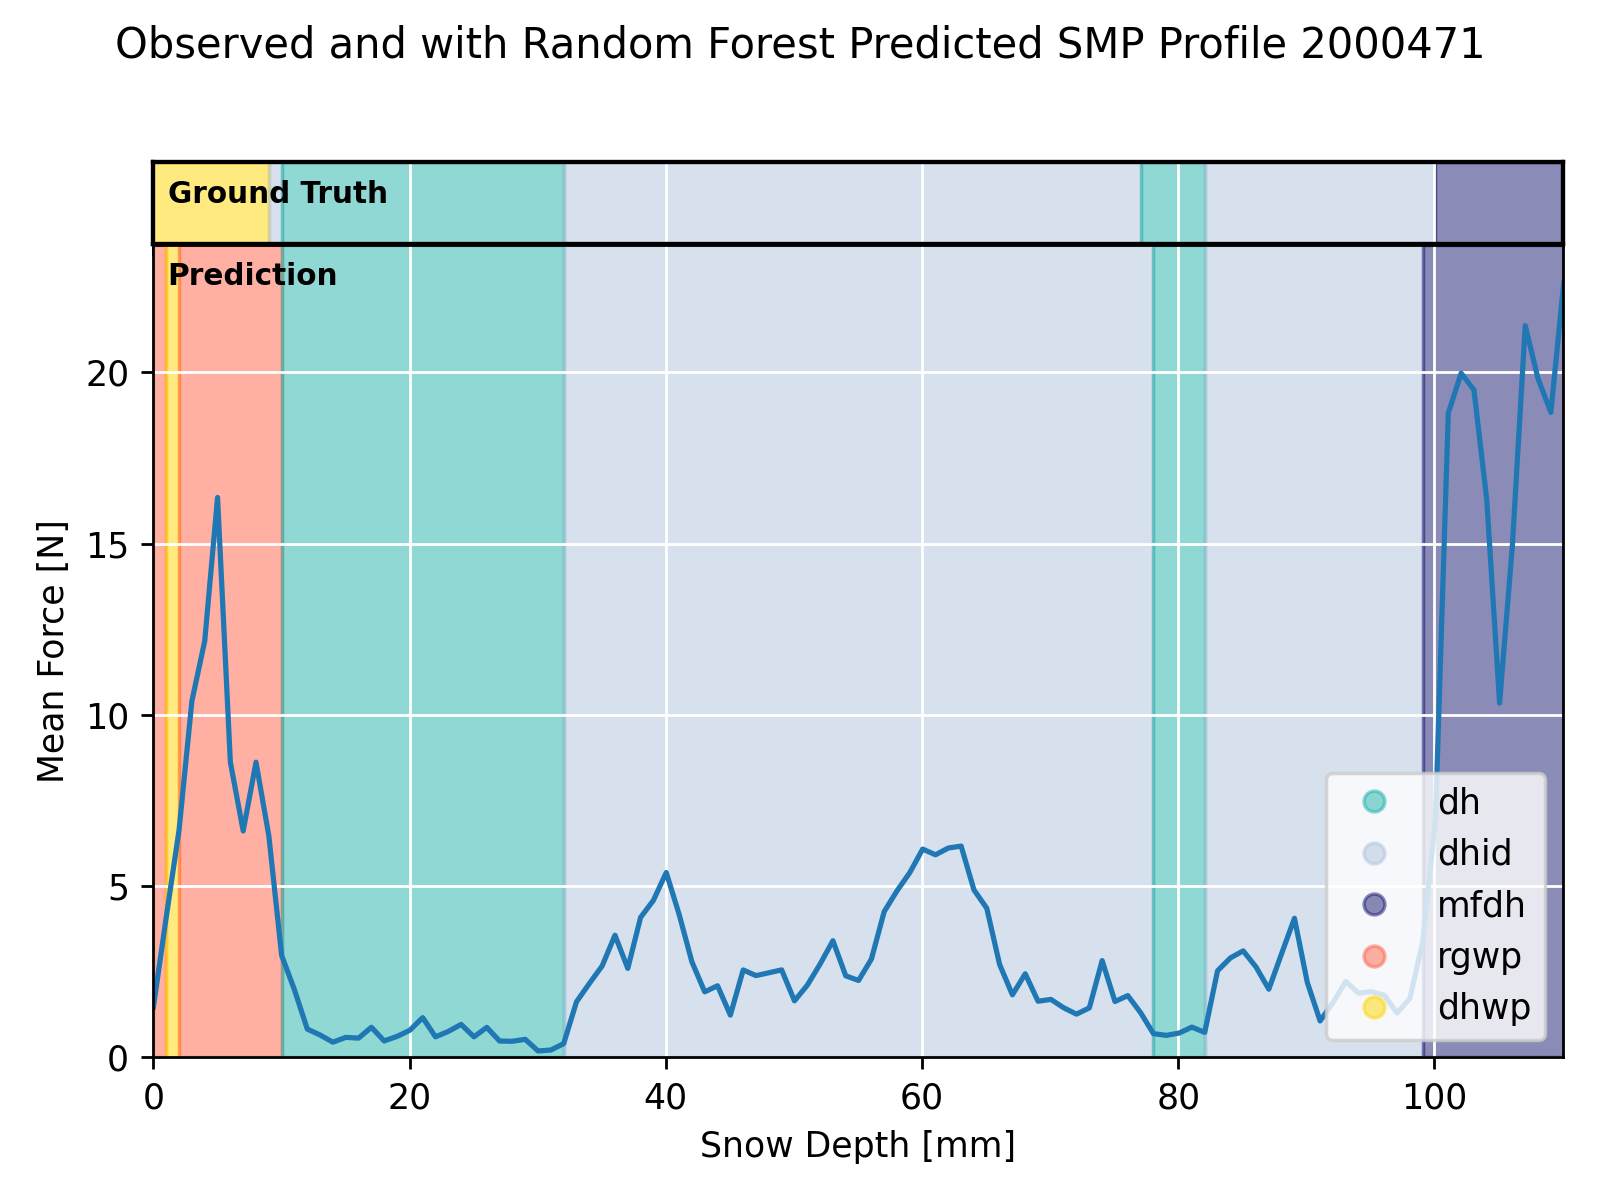 Observed and with Random Forest Predicted SMP Profile 2000471
Ground Truth
Prediction
Mean Force [N]
20
15
10
5
0
dh
dhid
mfdh
rgwp
dhwp
0 20 40 60 80 100
Snow Depth [mm]